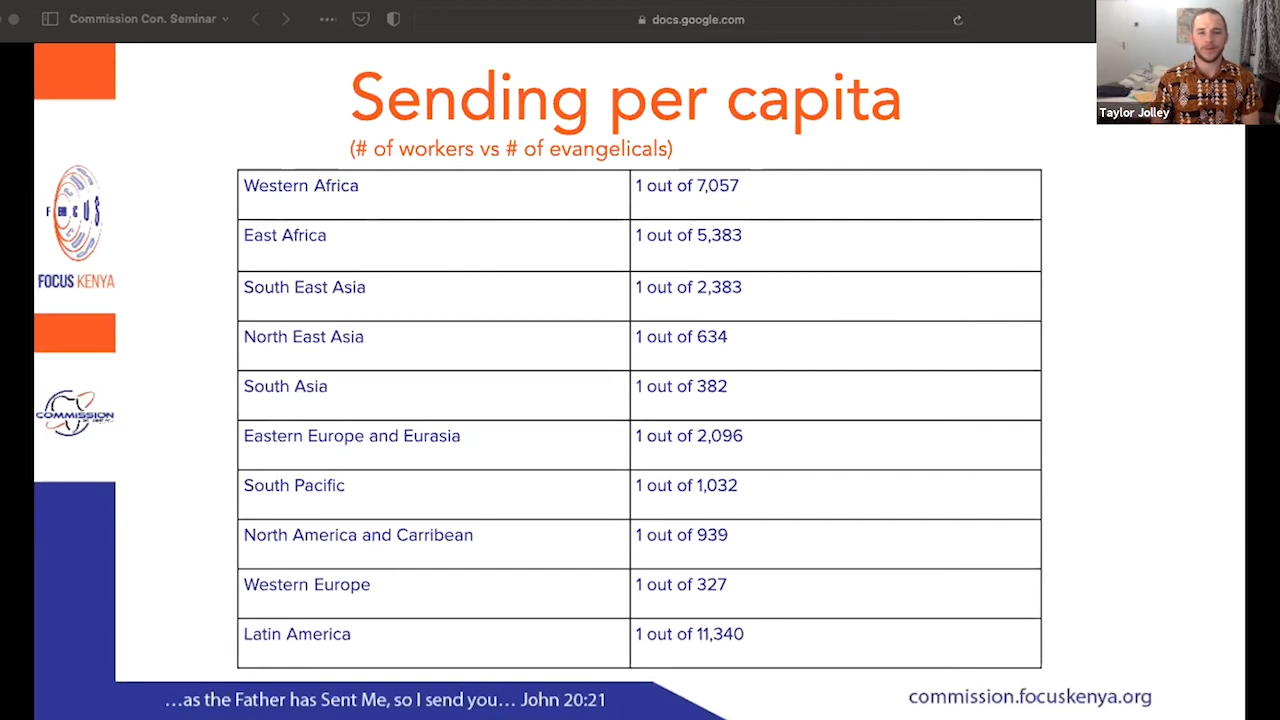 Commission Con. Seminar
docs.google.com
Taylor Jolley
Sending per capita
(# of workers vs # of evangelicals)
Western Africa 1 out of 7,057
East Africa 1 out of 5,383
South East Asia 1 out of 2,383
North East Asia 1 out of 634
South Asia 1 out of 382
Eastern Europe and Eurasia 1 out of 2,096
South Pacific 1 out of 1,032
North America and Carribean 1 out of 939
Western Europe 1 out of 327
Latin America 1 out of 11,340
FOCUS KENYA
COMMISSION
...as the Father has Sent Me, so I send you... John 20:21
commission.focuskenya.org